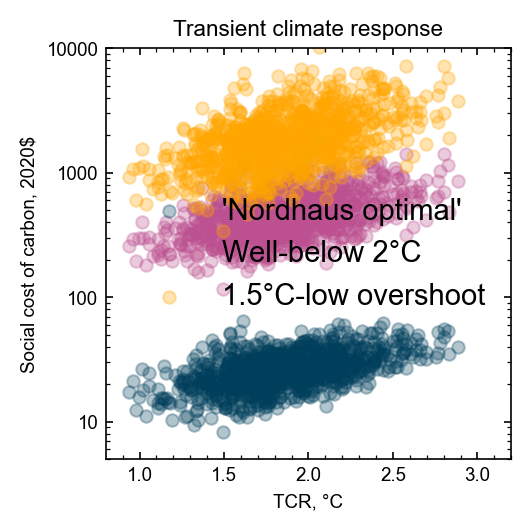 Transient climate response
10000
1000
100
10
Social cost of carbon, 2020$
'Nordhaus optimal'
Well-below 2°C
1.5°C-low overshoot
1.0 1.5 2.0 2.5 3.0
TCR, °C